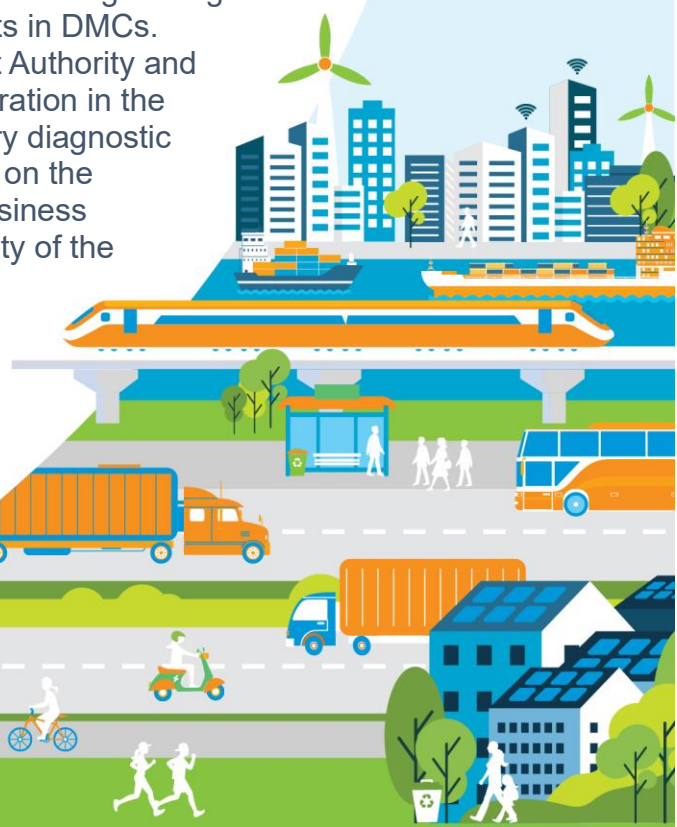 ts in DMCs.
t Authority and
ration in the
ry diagnostic
on the
siness
ty of the